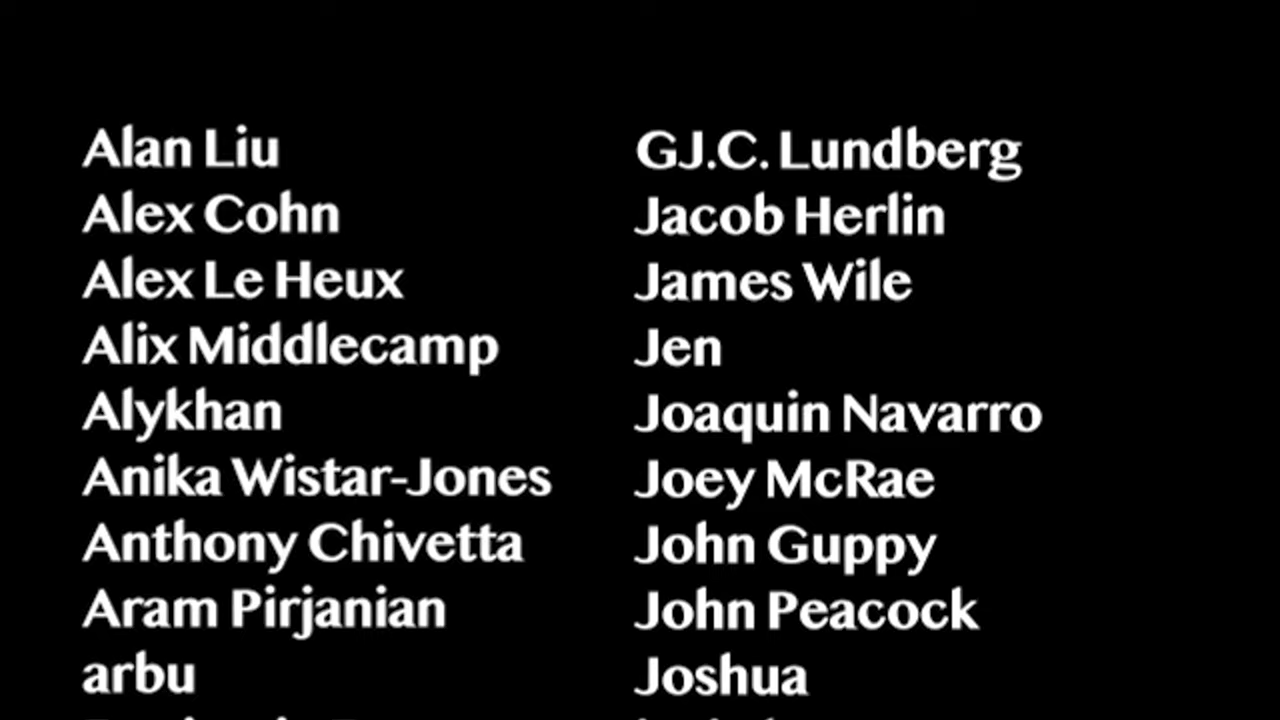 Alan Liu
Alex Cohn
Alex Le Heux
Alix Middlecamp
Alykhan
Anika Wistar-Jones
Anthony Chivetta
Aram Pirjanian
arbu
GJ.C. Lundberg
Jacob Herlin
James Wile
Jen
Joaquin Navarro
Joey McRae
John Guppy
John Peacock
Joshua